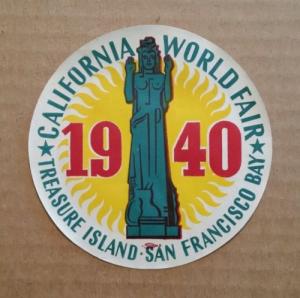 ★ CALIFORNIA WORLD FAIR ★
1940
TREASURE ISLAND · SAN FRANCISCO BAY